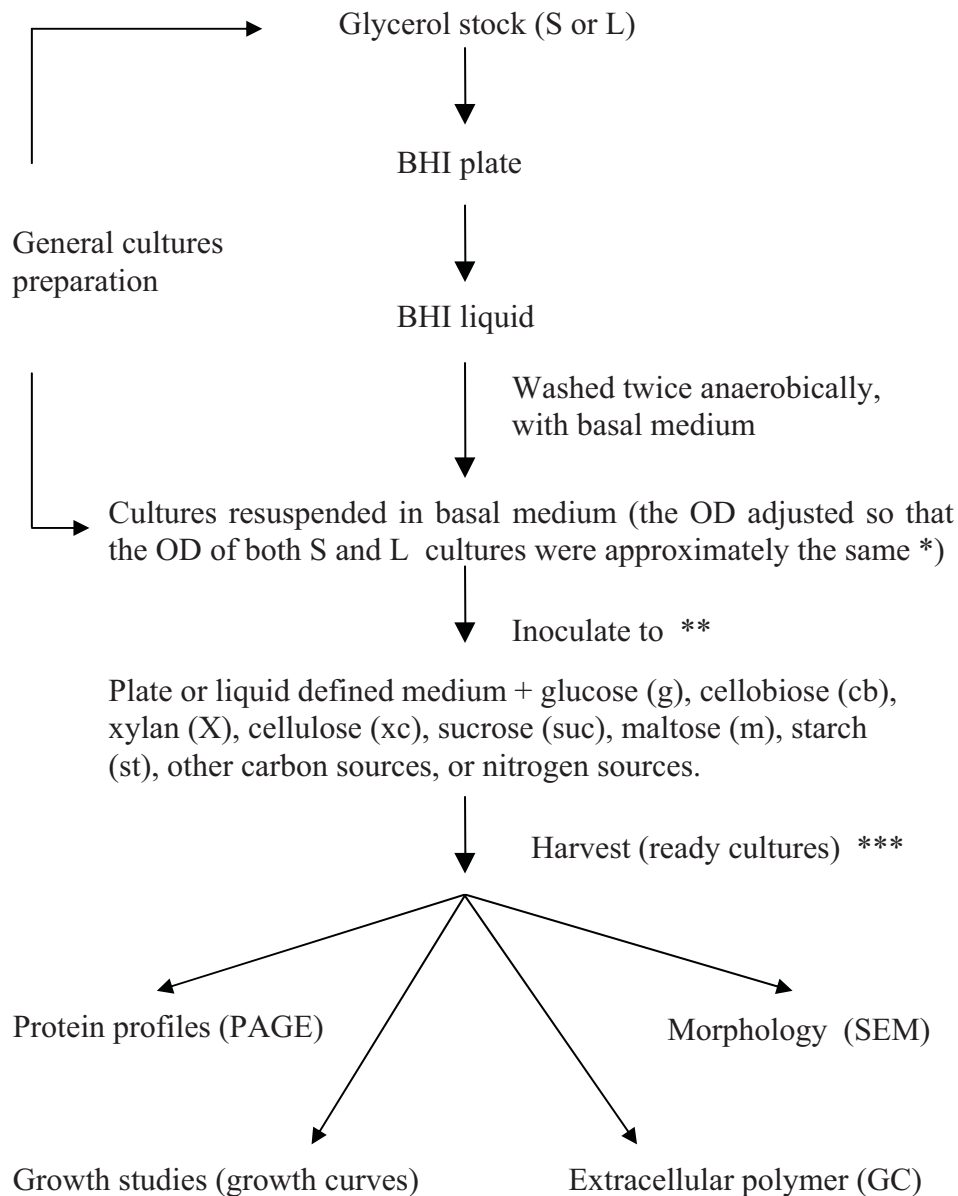 Glycerol stock (S or L)
BHI plate
General cultures
preparation
BHI liquid
Washed twice anaerobically,
with basal medium
Cultures resuspended in basal medium (the OD adjusted so that
the OD of both S and L cultures were approximately the same *)
Inoculate to **
Plate or liquid defined medium + glucose (g), cellobiose (cb),
xylan (X), cellulose (xc), sucrose (suc), maltose (m), starch
(st), other carbon sources, or nitrogen sources.
Harvest (ready cultures) ***
Protein profiles (PAGE)
Morphology (SEM)
Growth studies (growth curves)
Extracellular polymer (GC)